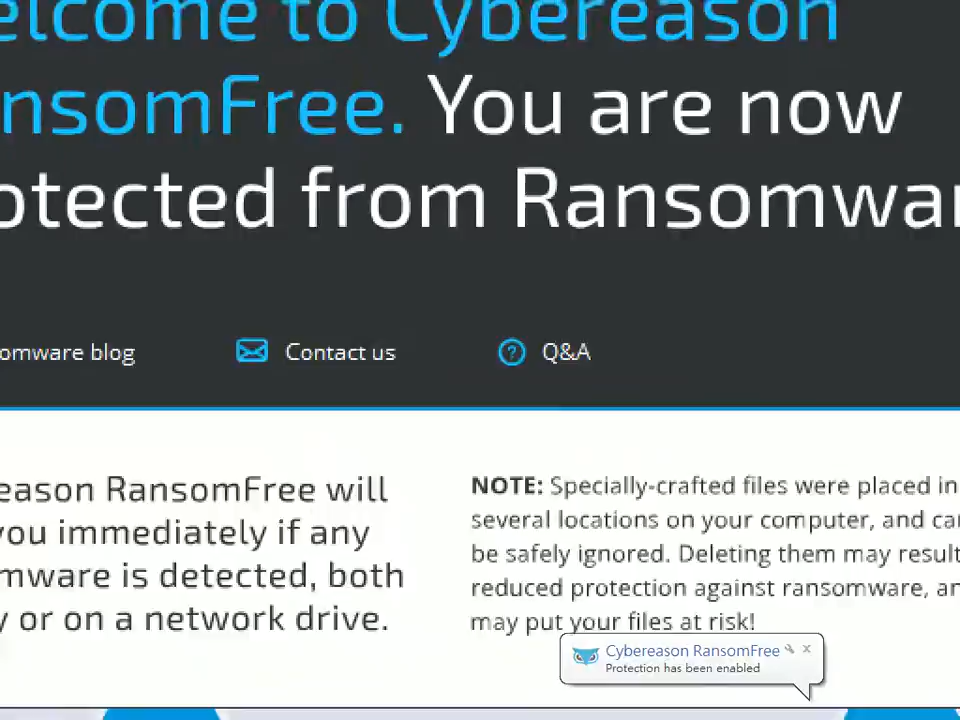 elcome to Cybereason
nsomFree. You are now
otected from Ransomwar
omware blog
Contact us
Q&A
eason RansomFree will
you immediately if any
mware is detected, both
y or on a network drive.
NOTE: Specially-crafted files were placed in
several locations on your computer, and ca
be safely ignored. Deleting them may result
reduced protection against ransomware, an
may put your files at risk!
Cybereason RansomFree
Protection has been enabled